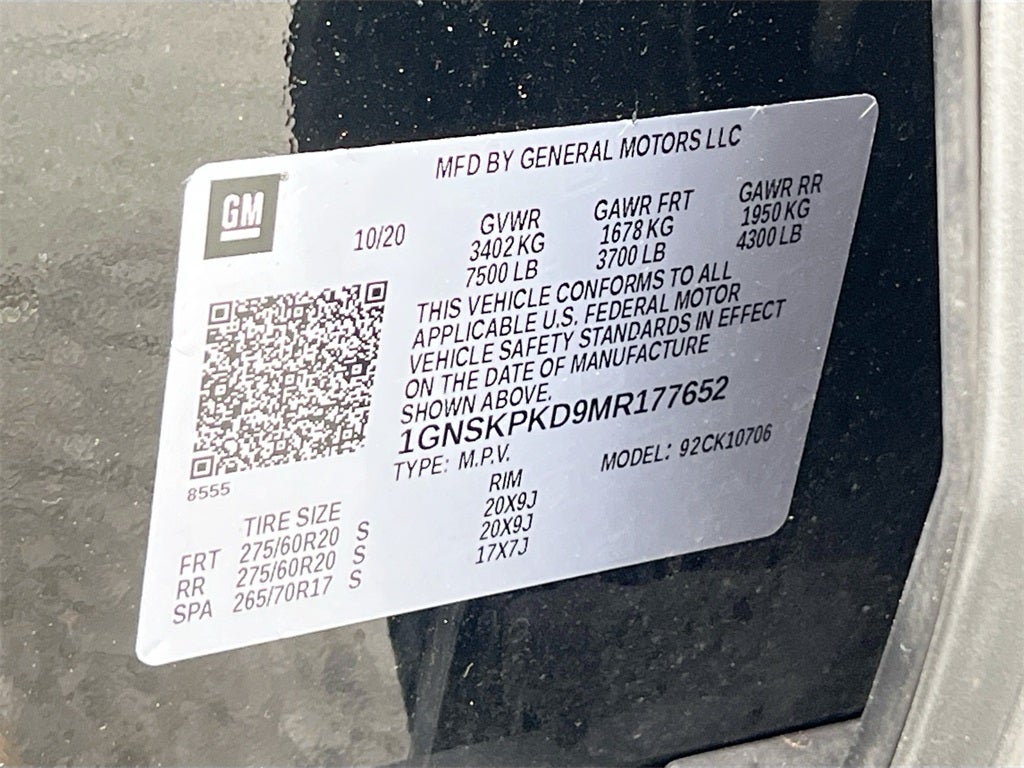 MFD BY GENERAL MOTORS LLC
GM
10/20
GVWR GAWR FRT GAWR RR
3402 KG 1678 KG 1950 KG
7500 LB 3700 LB 4300 LB
THIS VEHICLE CONFORMS TO ALL
APPLICABLE U.S. FEDERAL MOTOR
VEHICLE SAFETY STANDARDS IN EFFECT
ON THE DATE OF MANUFACTURE
SHOWN ABOVE.
1GNSKPKD9MR177652
TYPE: M.P.V. MODEL: 92CK10706
8555
TIRE SIZE RIM
FRT 275/60R20 S 20X9J
RR 275/60R20 S 20X9J
SPA 265/70R17 S 17X7J